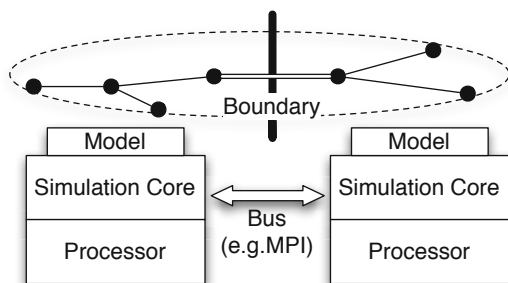 Boundary
Model
Model
Simulation Core
Simulation Core
Bus
(e.g.MPI)
Processor
Processor